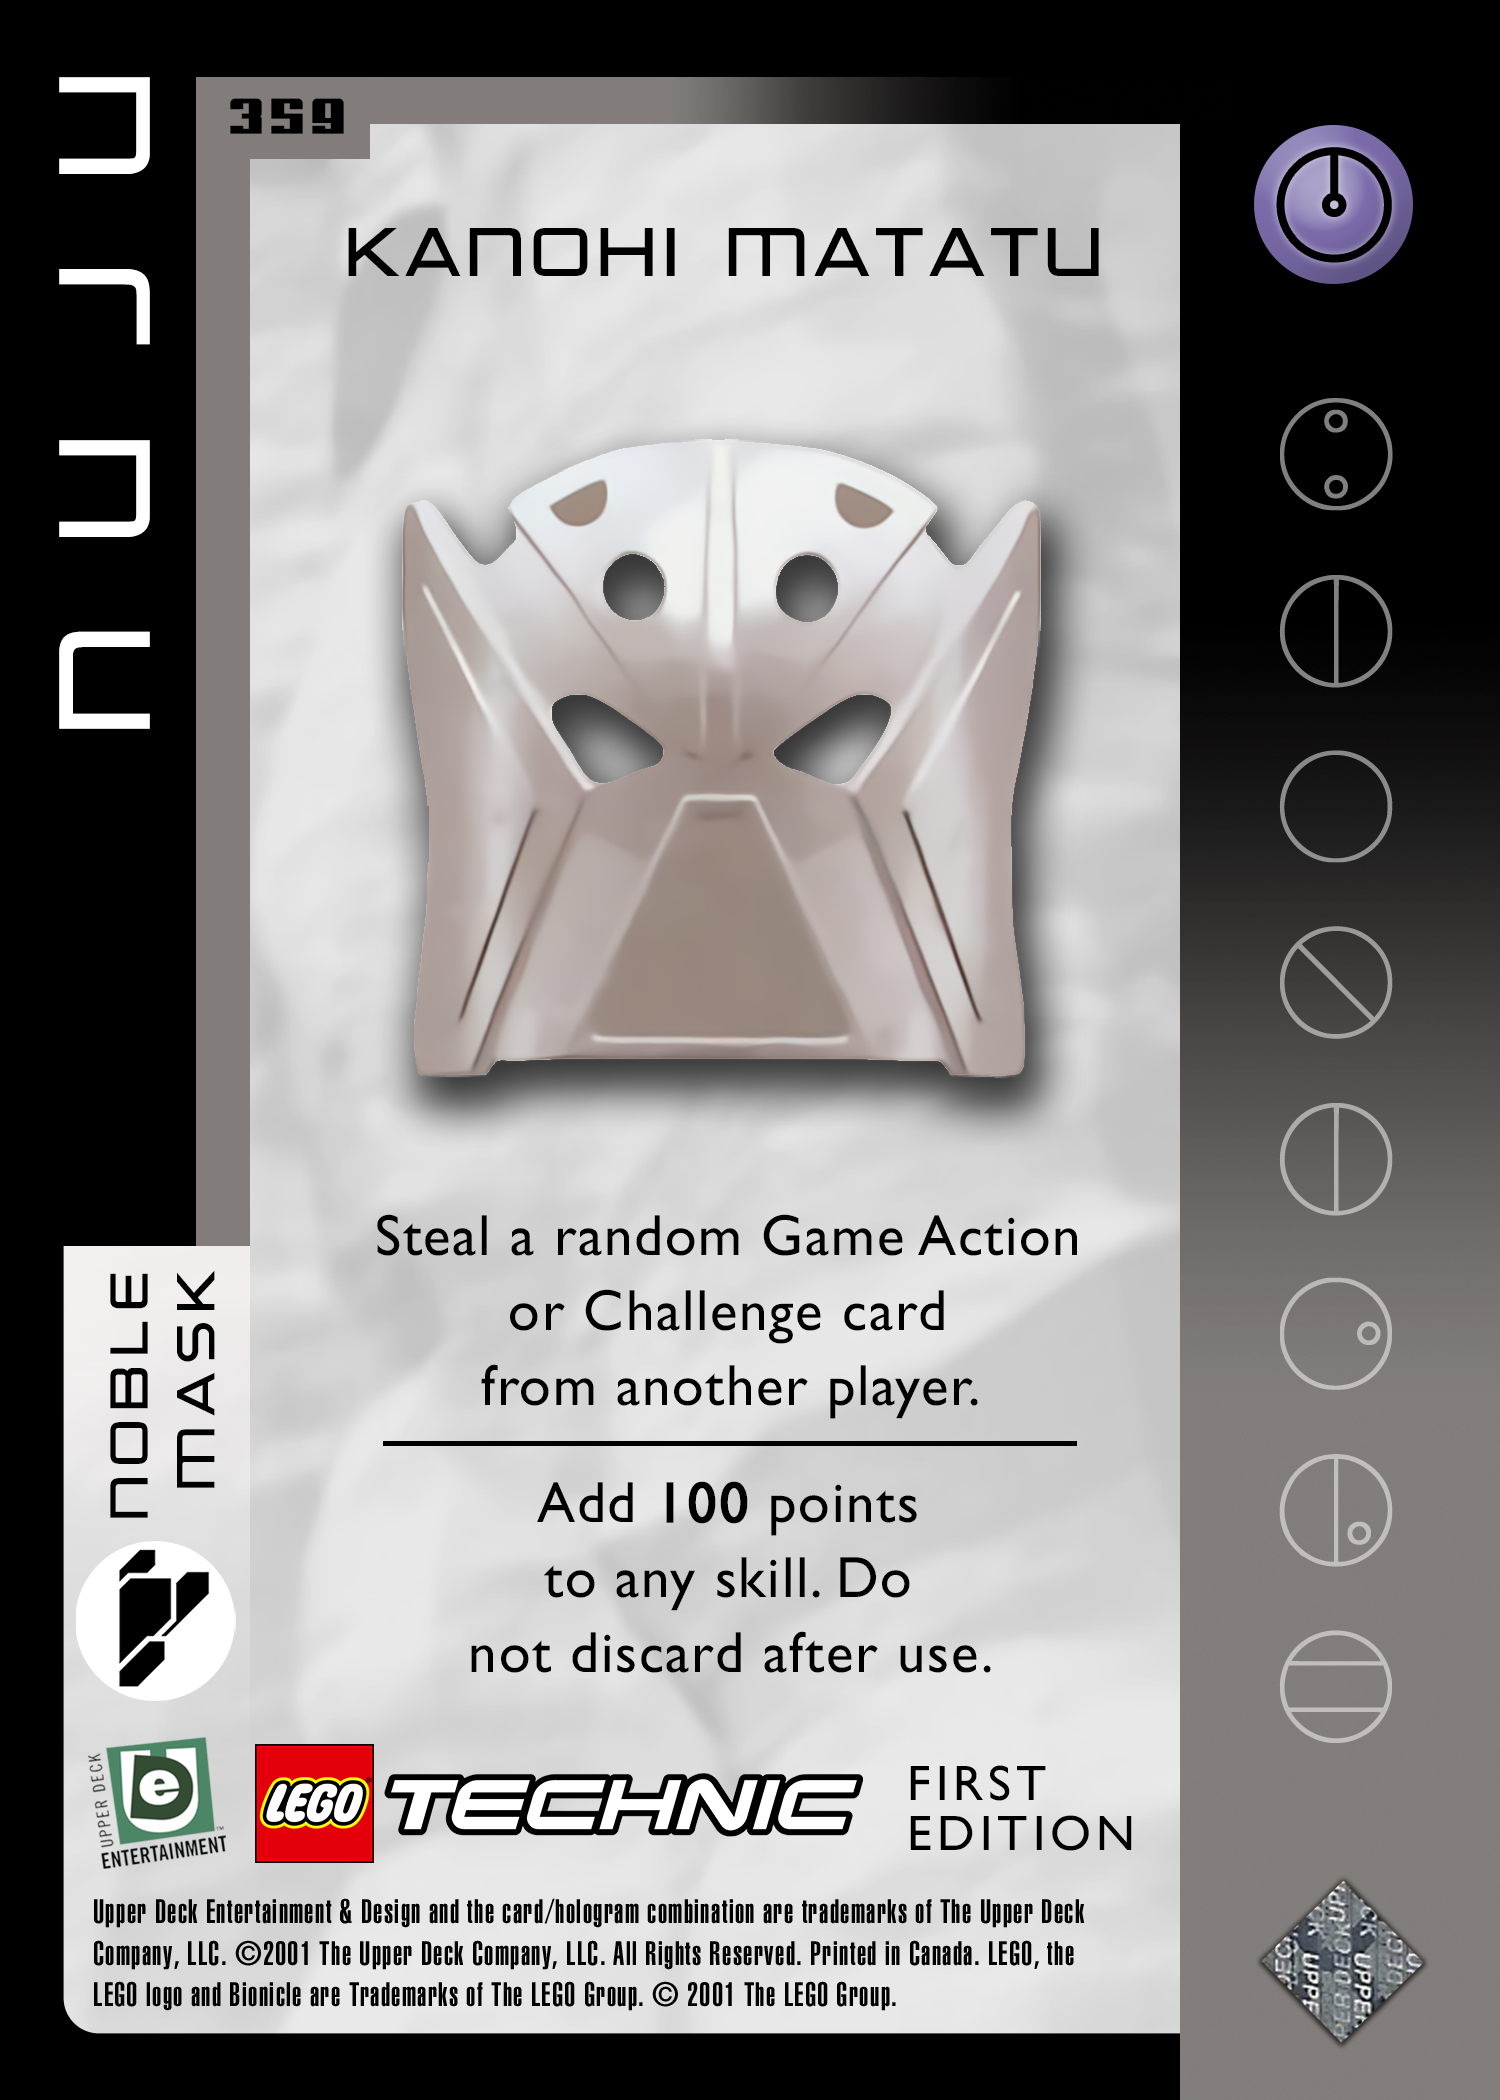 NUJU
359
KANOHI MATATU
Steal a random Game Action
or Challenge card
from another player.
Add 100 points
to any skill. Do
not discard after use.
NOBLE
MASK
UPPER DECK
e
ENTERTAINMENT™
LEGO TECHNIC
FIRST
EDITION
Upper Deck Entertainment & Design and the card/hologram combination are trademarks of The Upper Deck
Company, LLC. ©2001 The Upper Deck Company, LLC. All Rights Reserved. Printed in Canada. LEGO, the
LEGO logo and Bionicle are Trademarks of The LEGO Group. © 2001 The LEGO Group.